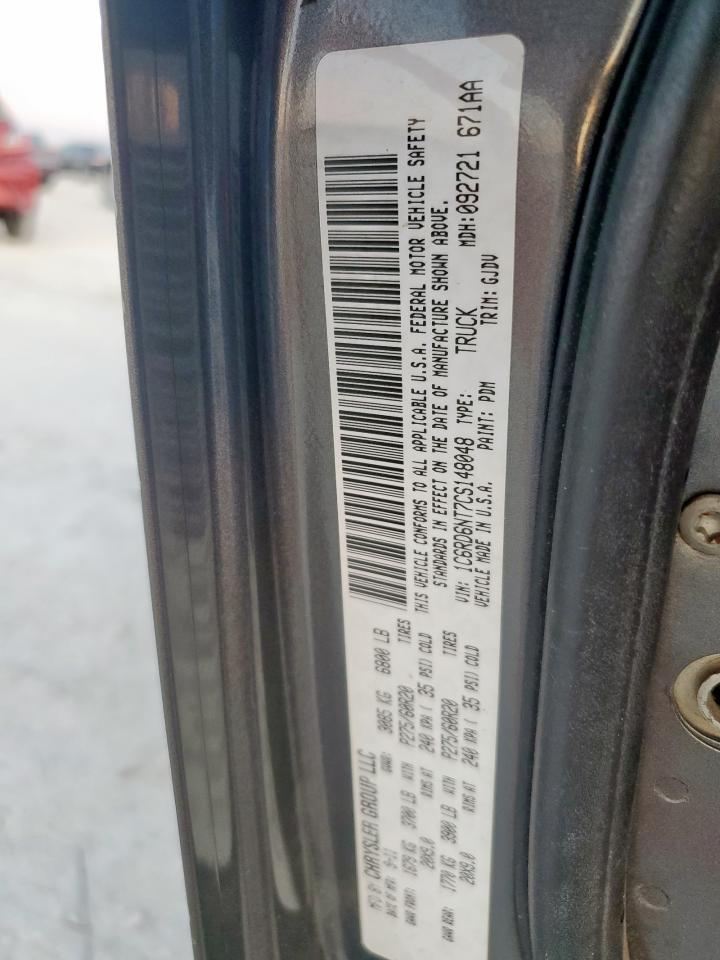 MFD BY CHRYSLER GROUP LLC
DATE OF MFR: 9-11 GVWR: 3085 KG 6800 LB
GAWR FRONT: 1679 KG 3700 LB WITH P275/60R20 TIRES
20X9.0 RIMS AT 240 KPA ( 35 PSI) COLD
GAWR REAR: 1770 KG 3900 LB WITH P275/60R20 TIRES
20X9.0 RIMS AT 240 KPA ( 35 PSI) COLD
THIS VEHICLE CONFORMS TO ALL APPLICABLE U.S.A. FEDERAL MOTOR VEHICLE SAFETY
STANDARDS IN EFFECT ON THE DATE OF MANUFACTURE SHOWN ABOVE.
VIN: 1C6RD6NT7CS148048 TYPE: TRUCK MDH:092721 671AA
VEHICLE MADE IN U.S.A. PAINT: PDM TRIM: GJDV